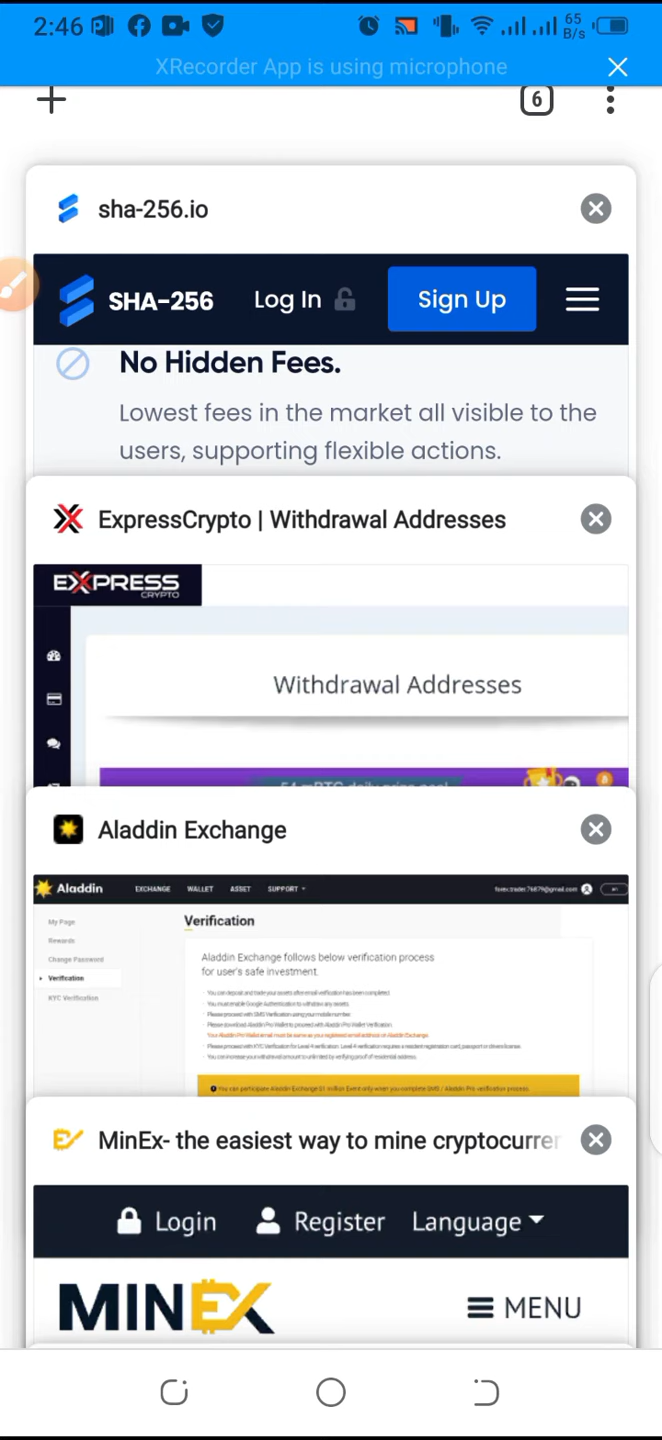 2:46
65
B/s
XRecorder App is using microphone
6
sha-256.io
SHA-256 Log In Sign Up
No Hidden Fees.
Lowest fees in the market all visible to the
users, supporting flexible actions.
ExpressCrypto | Withdrawal Addresses
EXPRESS
CRYPTO
Withdrawal Addresses
Aladdin Exchange
Aladdin EXCHANGE WALLET ASSET SUPPORT forex.trader.76879@gmail.com
My Page
Verification
Rewards
Change Password
Verification
KYC Verification
Aladdin Exchange follows below verification process
for user's safe investment.
· You can deposit and trade your assets after email verification has been completed
· You must enable Google Authentication to withdraw any assets.
· Please proceed with SMS Verification using your mobile number
· Please download Aladdin Pro Wallet to proceed with Aladdin Pro Wallet Verification.
· Your Aladdin Pro Wallet email must be same as your registered email address on Aladdin Exchange.
· Please proceed with KYC Verification for Level 4 verification. Level 4 verification requires a resident registration card, passport or drivers license.
· You can increase your withdrawal amount to unlimited by verifying proof of residential address.
You can participate Aladdin Exchange $1 million Event only when you complete SMS / Aladdin Pro verification process
MinEx- the easiest way to mine cryptocurrer
Login Register Language
MINEX MENU